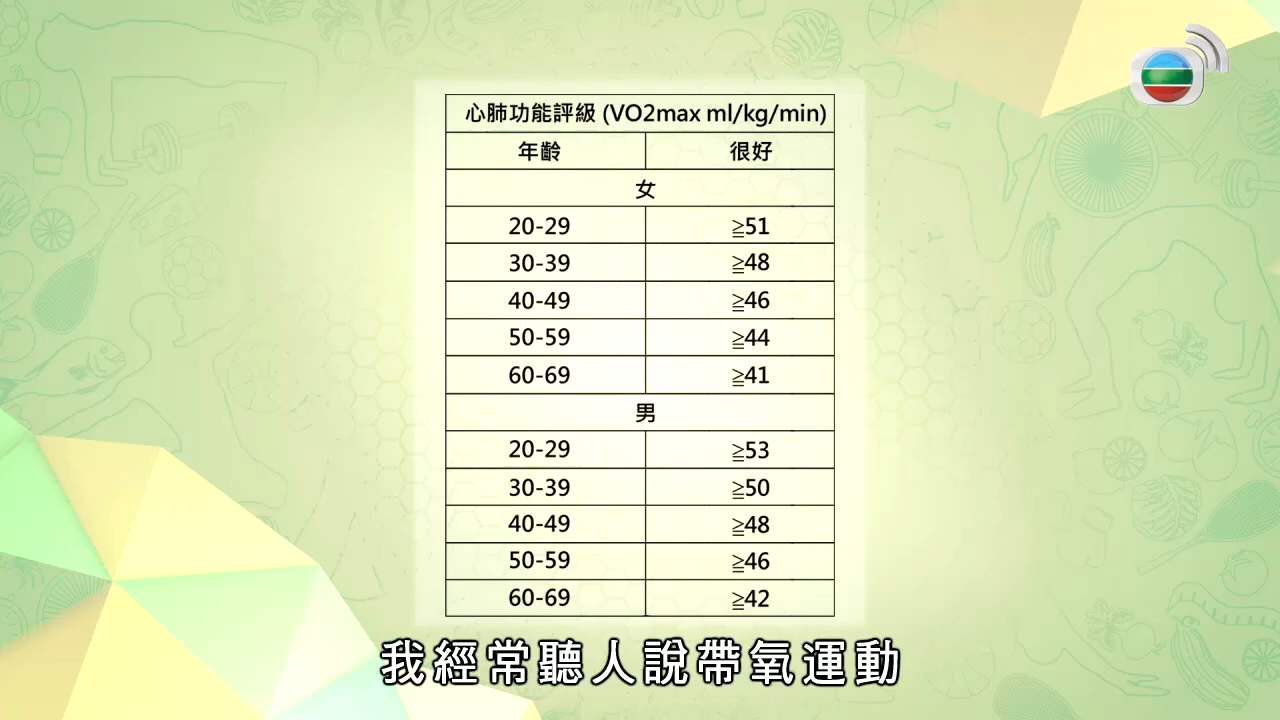 心肺功能評級 (VO2max ml/kg/min)
年齡 很好
女
20-29 ≧51
30-39 ≧48
40-49 ≧46
50-59 ≧44
60-69 ≧41
男
20-29 ≧53
30-39 ≧50
40-49 ≧48
50-59 ≧46
60-69 ≧42
我經常聽人說帶氧運動